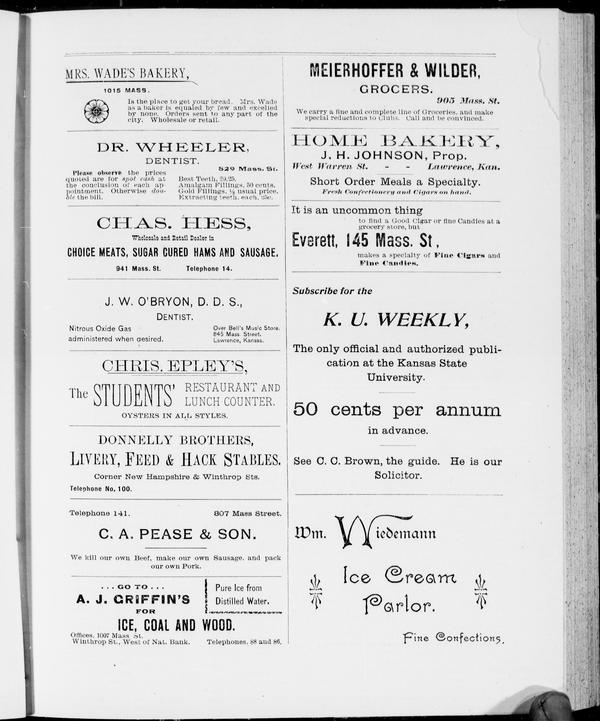 MRS. WADE'S BAKERY,
1015 MASS.
Is the place to get your bread. Mrs. Wade
as a baker is equaled by few and excelled
by none. Orders sent to any part of the
city. Wholesale or retail.
DR. WHEELER,
DENTIST.
829 Mass. St.
Please observe the prices
quoted are for spot cash at
the conclusion of each ap-
pointment. Otherwise dou-
ble the bill.
Best Teeth,
Amalgam Fillings, 50 cents.
Gold Fillings, ½ usual price.
Extracting teeth, each, 25c.
CHAS. HESS,
Wholesale and Retail Dealer in
CHOICE MEATS, SUGAR CURED HAMS AND SAUSAGE.
941 Mass. St. Telephone 14.
J. W. O'BRYON, D. D. S.,
DENTIST.
Nitrous Oxide Gas
administered when desired.
Over Bell's Music Store.
845 Mass. Street.
Lawrence, Kansas.
CHRIS. EPLEY'S,
The STUDENTS' RESTAURANT AND
LUNCH COUNTER.
OYSTERS IN ALL STYLES.
DONNELLY BROTHERS,
LIVERY, FEED & HACK STABLES.
Corner New Hampshire & Winthrop Sts.
Telephone No. 100.
Telephone 141. 807 Mass Street.
C. A. PEASE & SON.
We kill our own Beef, make our own Sausage, and pack
our own Pork.
... GO TO ...
A. J. GRIFFIN'S
FOR
Pure Ice from
Distilled Water.
ICE, COAL AND WOOD.
Offices, 1007 Mass St.
Winthrop St., West of Nat. Bank. Telephones, 88 and 86.
MEIERHOFFER & WILDER,
GROCERS.
905 Mass. St.
We carry a fine and complete line of Groceries, and make
special reductions to Clubs. Call and be convinced.
HOME BAKERY,
J. H. JOHNSON, Prop.
West Warren St. - - Lawrence, Kan.
Short Order Meals a Specialty.
Fresh Confectionery and Cigars on hand.
It is an uncommon thing
to find a Good Cigar or fine Candies at a
grocery store, but
Everett, 145 Mass. St,
makes a specialty of Fine Cigars and
Fine Candies.
Subscribe for the
K. U. WEEKLY,
The only official and authorized publi-
cation at the Kansas State
University.
50 cents per annum
in advance.
See C. C. Brown, the guide. He is our
Solicitor.
Wm. Wiedemann
Ice Cream
Parlor.
Fine Confections.